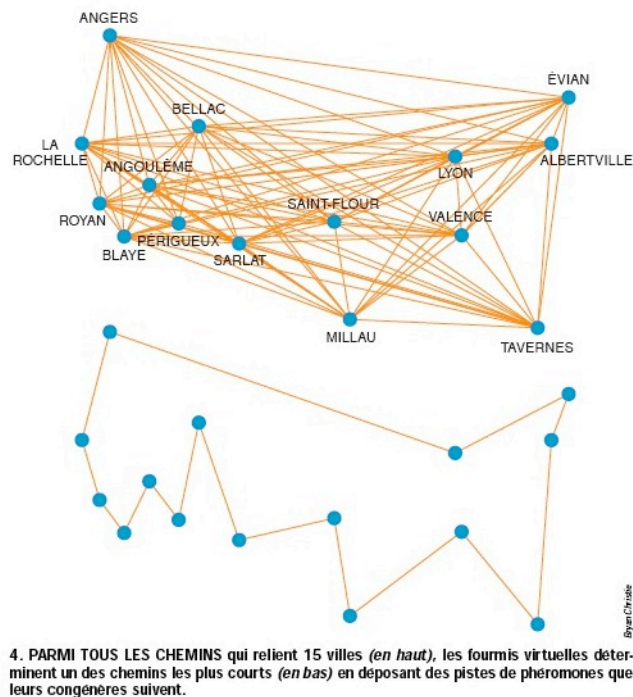 ANGERS
ÉVIAN
BELLAC
LA
ROCHELLE
ALBERTVILLE
ANGOULÊME
LYON
SAINT-FLOUR
ROYAN
VALENCE
PÉRIGUEUX
BLAYE
SARLAT
MILLAU
TAVERNES
Bryan Christie
4. PARMI TOUS LES CHEMINS qui relient 15 villes (en haut), les fourmis virtuelles déter-
minent un des chemins les plus courts (en bas) en déposant des pistes de phéromones que
leurs congénères suivent.